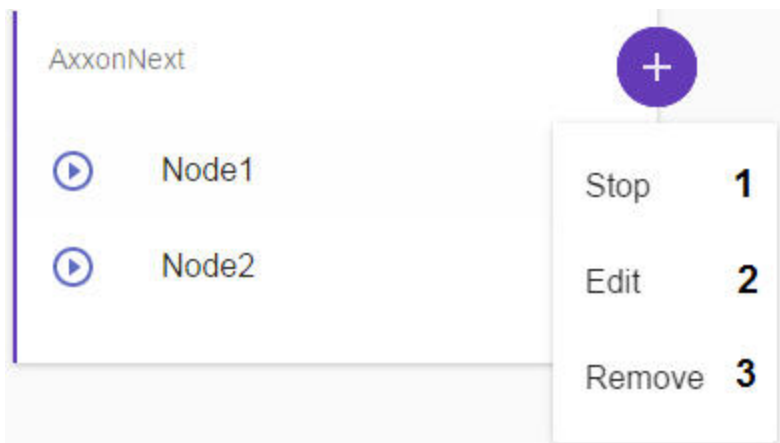 AxxonNext
Node1
Stop 1
Node2
Edit 2
Remove 3